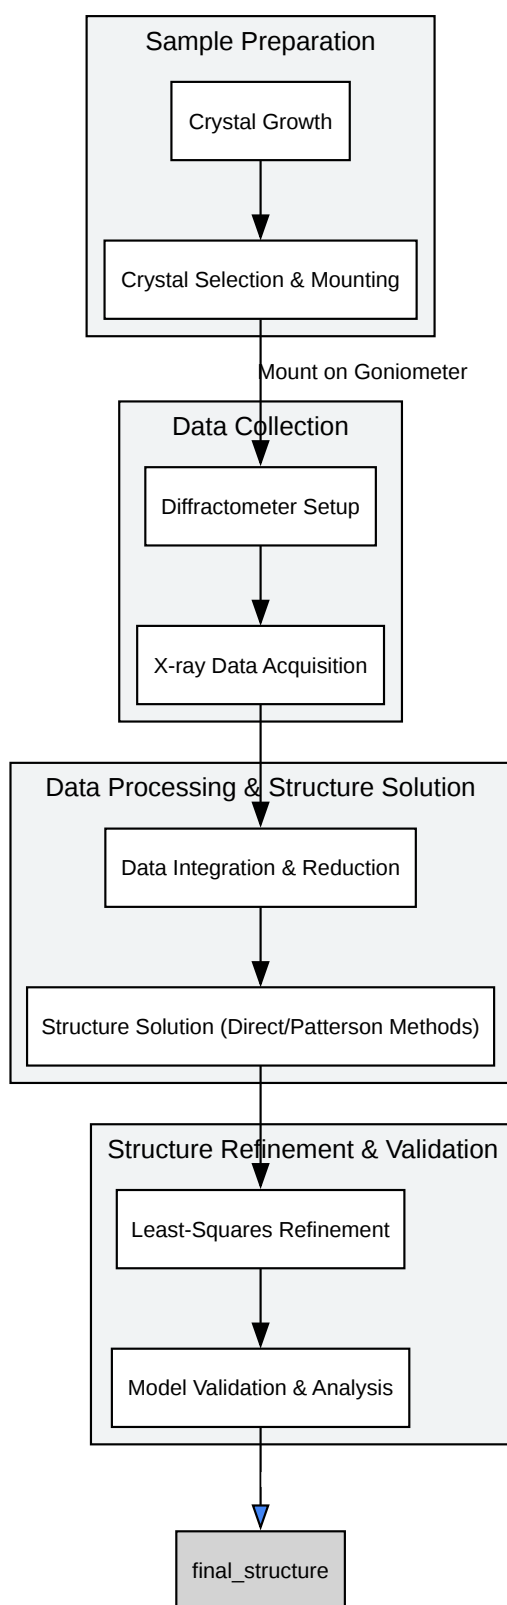 Sample Preparation
Crystal Growth
Crystal Selection & Mounting
Mount on Goniometer
Data Collection
Diffractometer Setup
X-ray Data Acquisition
Data Processing & Structure Solution
Data Integration & Reduction
Structure Solution (Direct/Patterson Methods)
Structure Refinement & Validation
Least-Squares Refinement
Model Validation & Analysis
final_structure